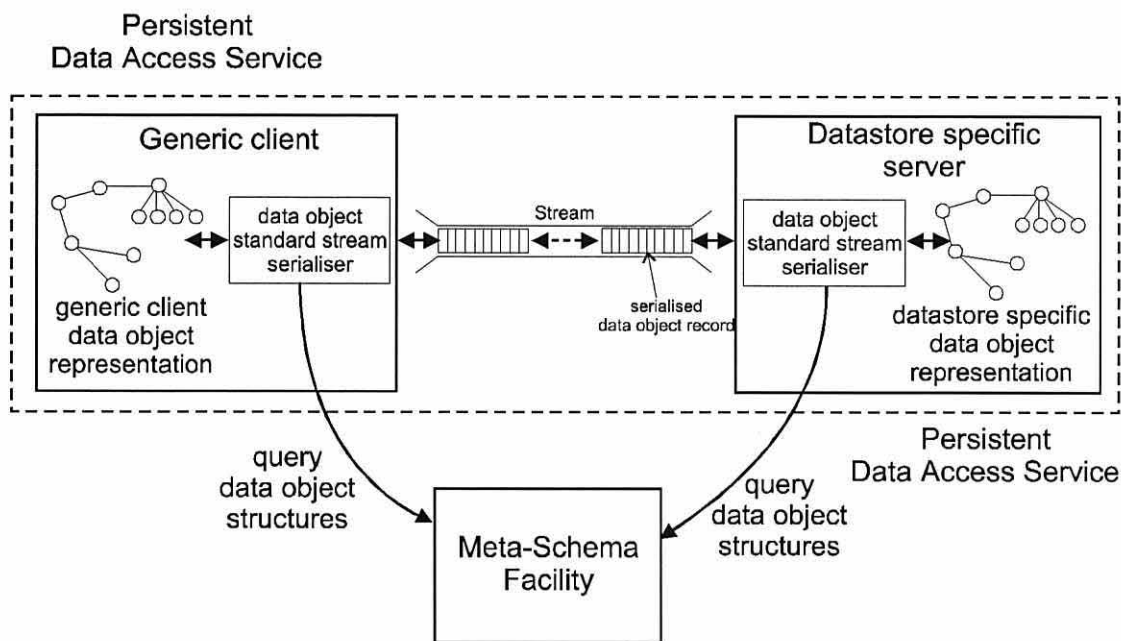 Persistent
Data Access Service
Generic client
data object
standard stream
serialiser
generic client
data object
representation
Stream
serialised
data object record
Datastore specific
server
data object
standard stream
serialiser
datastore specific
data object
representation
Persistent
Data Access Service
query
data object
structures
query
data object
structures
Meta-Schema
Facility